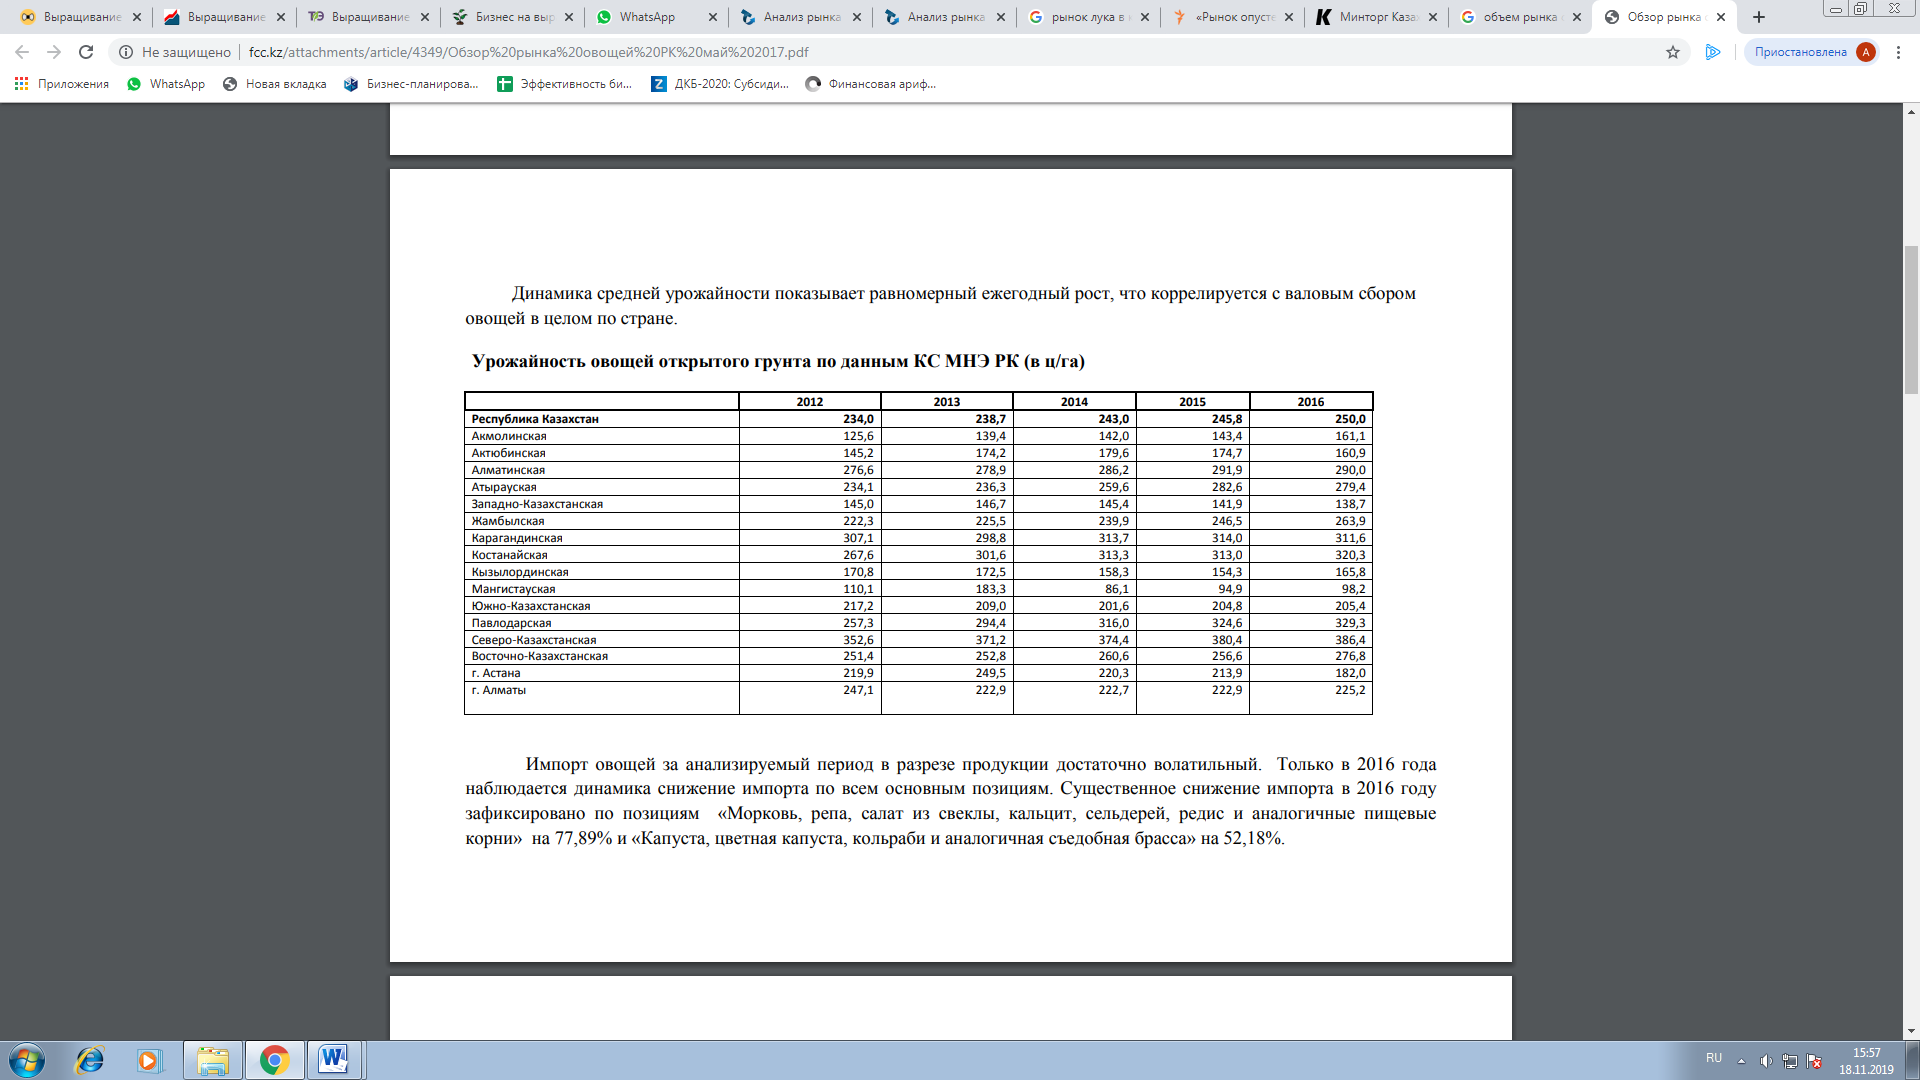 Выращивание
Выращивание
Выращивание
Бизнес на выр
WhatsApp
Анализ рынка
Анализ рынка
рынок лука в
«Рынок опусте
Минторг Казах
объем рынка
Обзор рынка
Не защищено
fcc.kz/attachments/article/4349/Обзор%20рынка%20овощей%20РК%20май%202017.pdf
Приостановлена
А
Приложения
WhatsApp
Новая вкладка
Бизнес-планирова...
Эффективность би...
ДКБ-2020: Субсиди...
Финансовая ариф...
Динамика средней урожайности показывает равномерный ежегодный рост, что коррелируется с валовым сбором
овощей в целом по стране.
Урожайность овощей открытого грунта по данным КС МНЭ РК (в ц/га)
2012 2013 2014 2015 2016
Республика Казахстан 234,0 238,7 243,0 245,8 250,0
Акмолинская 125,6 139,4 142,0 143,4 161,1
Актюбинская 145,2 174,2 179,6 174,7 160,9
Алматинская 276,6 278,9 286,2 291,9 290,0
Атырауская 234,1 236,3 259,6 282,6 279,4
Западно-Казахстанская 145,0 146,7 145,4 141,9 138,7
Жамбылская 222,3 225,5 239,9 246,5 263,9
Карагандинская 307,1 298,8 313,7 314,0 311,6
Костанайская 267,6 301,6 313,3 313,0 320,3
Кызылординская 170,8 172,5 158,3 154,3 165,8
Мангистауская 110,1 183,3 86,1 94,9 98,2
Южно-Казахстанская 217,2 209,0 201,6 204,8 205,4
Павлодарская 257,3 294,4 316,0 324,6 329,3
Северо-Казахстанская 352,6 371,2 374,4 380,4 386,4
Восточно-Казахстанская 251,4 252,8 260,6 256,6 276,8
г. Астана 219,9 249,5 220,3 213,9 182,0
г. Алматы 247,1 222,9 222,7 222,9 225,2
Импорт овощей за анализируемый период в разрезе продукции достаточно волатильный. Только в 2016 года
наблюдается динамика снижение импорта по всем основным позициям. Существенное снижение импорта в 2016 году
зафиксировано по позициям «Морковь, репа, салат из свеклы, кальцит, сельдерей, редис и аналогичные пищевые
корни» на 77,89% и «Капуста, цветная капуста, кольраби и аналогичная съедобная брасса» на 52,18%.
RU
15:57
18.11.2019